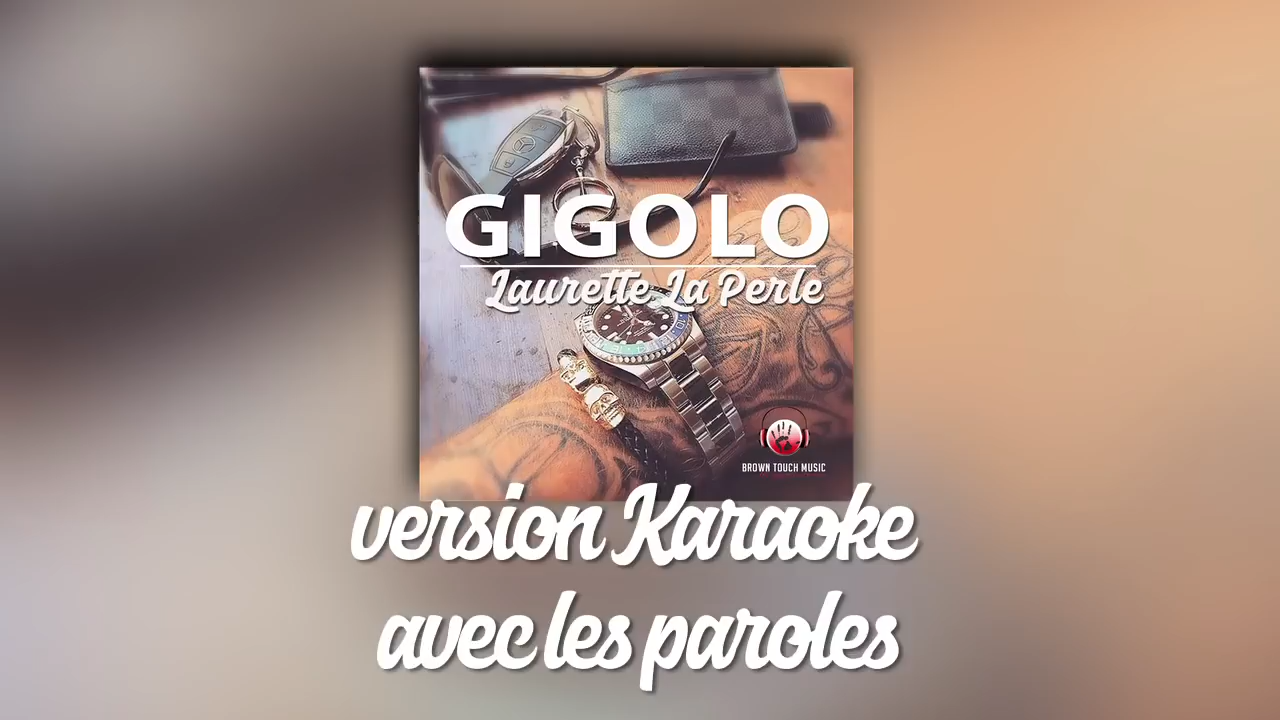 GIGOLO
Laurette La Perle
BROWN TOUCH MUSIC
version Karaoke
avec les paroles